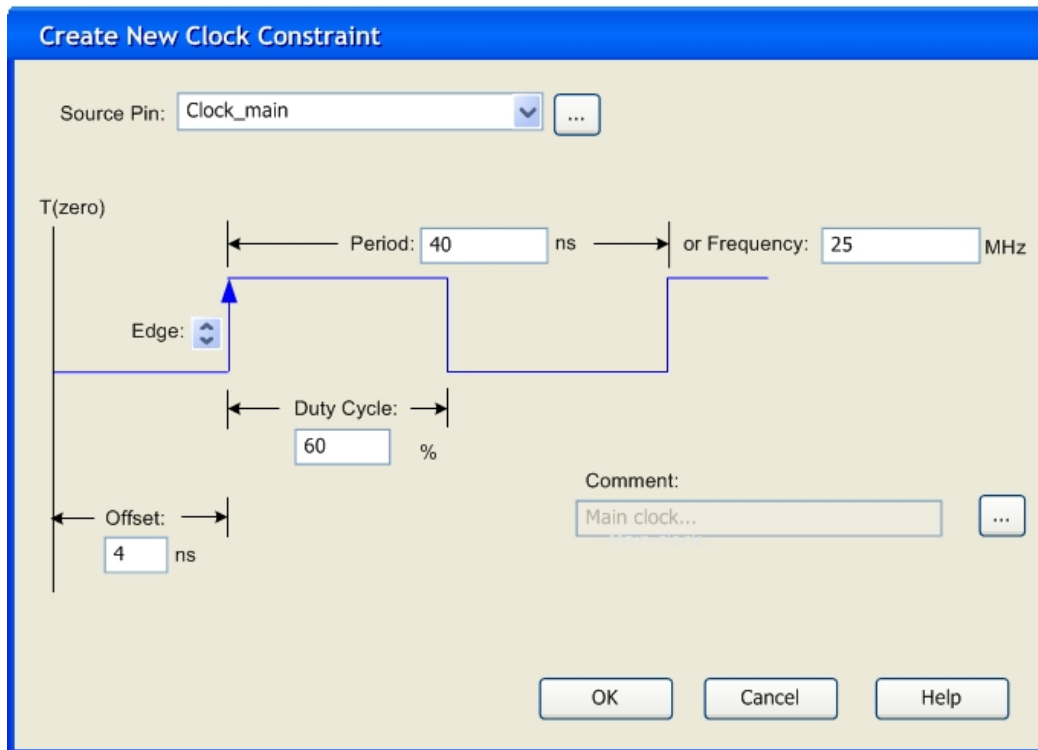 Create New Clock Constraint
Source Pin: Clock_main ...
T(zero)
Period: 40 ns or Frequency: 25 MHz
Edge:
Duty Cycle:
60 %
Comment:
Main clock... ...
Offset:
4 ns
OK Cancel Help